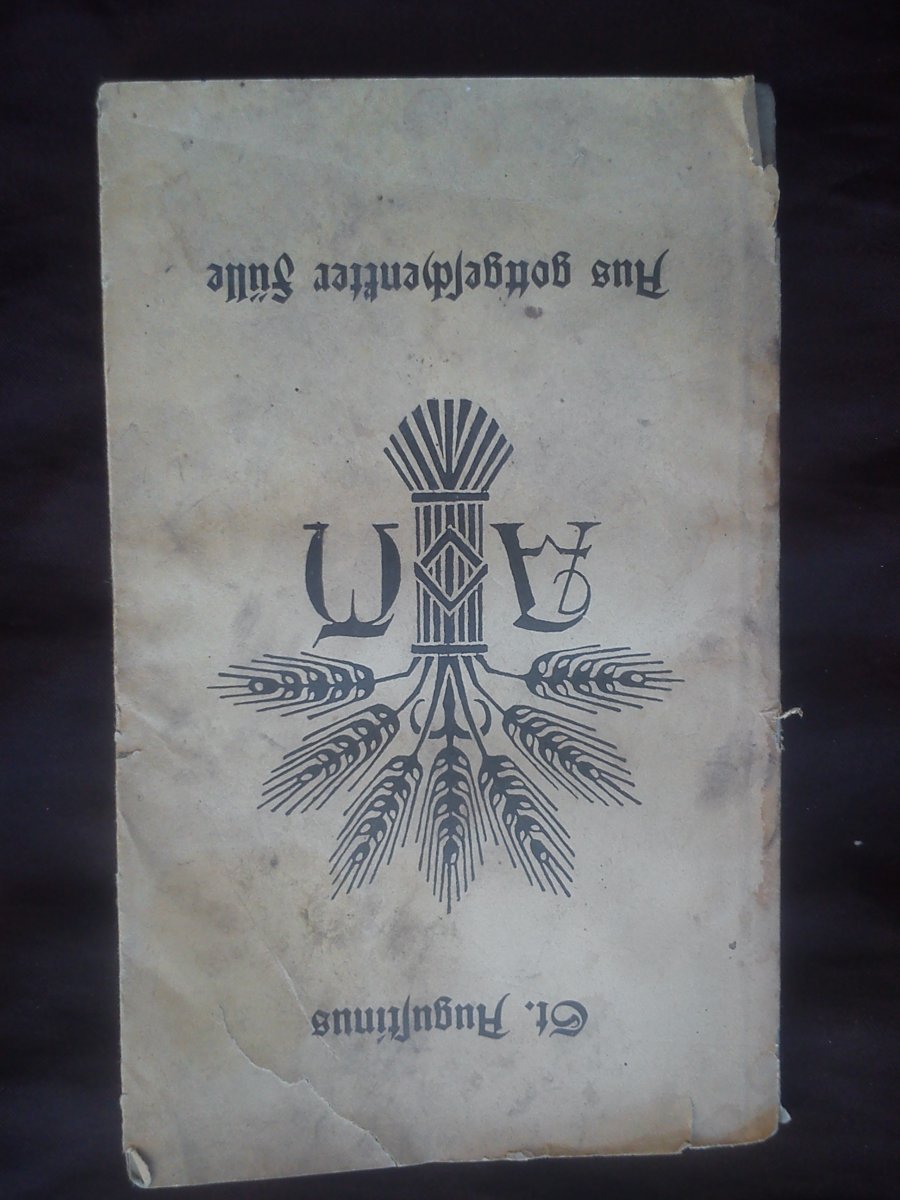 St. Augustinus
A Ω
Aus gottgeschenkter Fülle